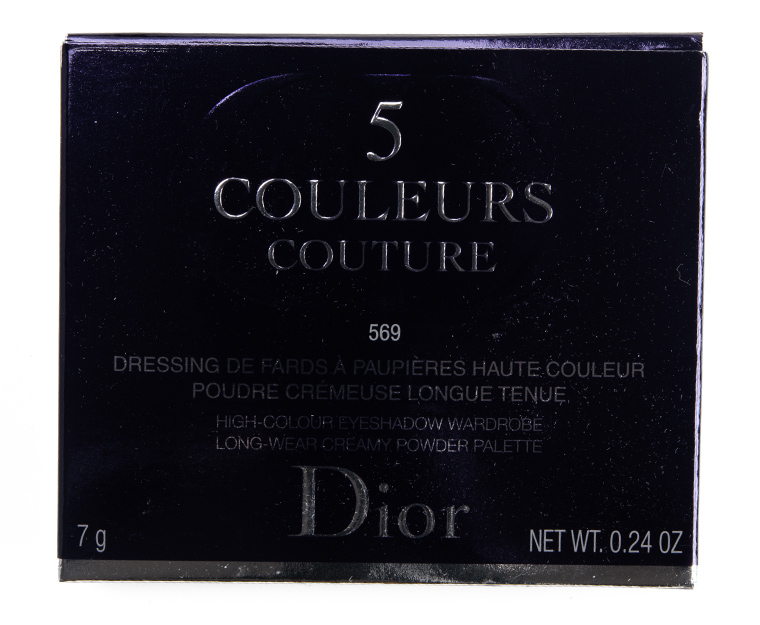 5
COULEURS
COUTURE
569
DRESSING DE FARDS À PAUPIÈRES HAUTE COULEUR
POUDRE CRÉMEUSE LONGUE TENUE
HIGH-COLOUR EYESHADOW WARDROBE
LONG-WEAR CREAMY POWDER PALETTE
Dior
7 g
NET WT. 0.24 OZ